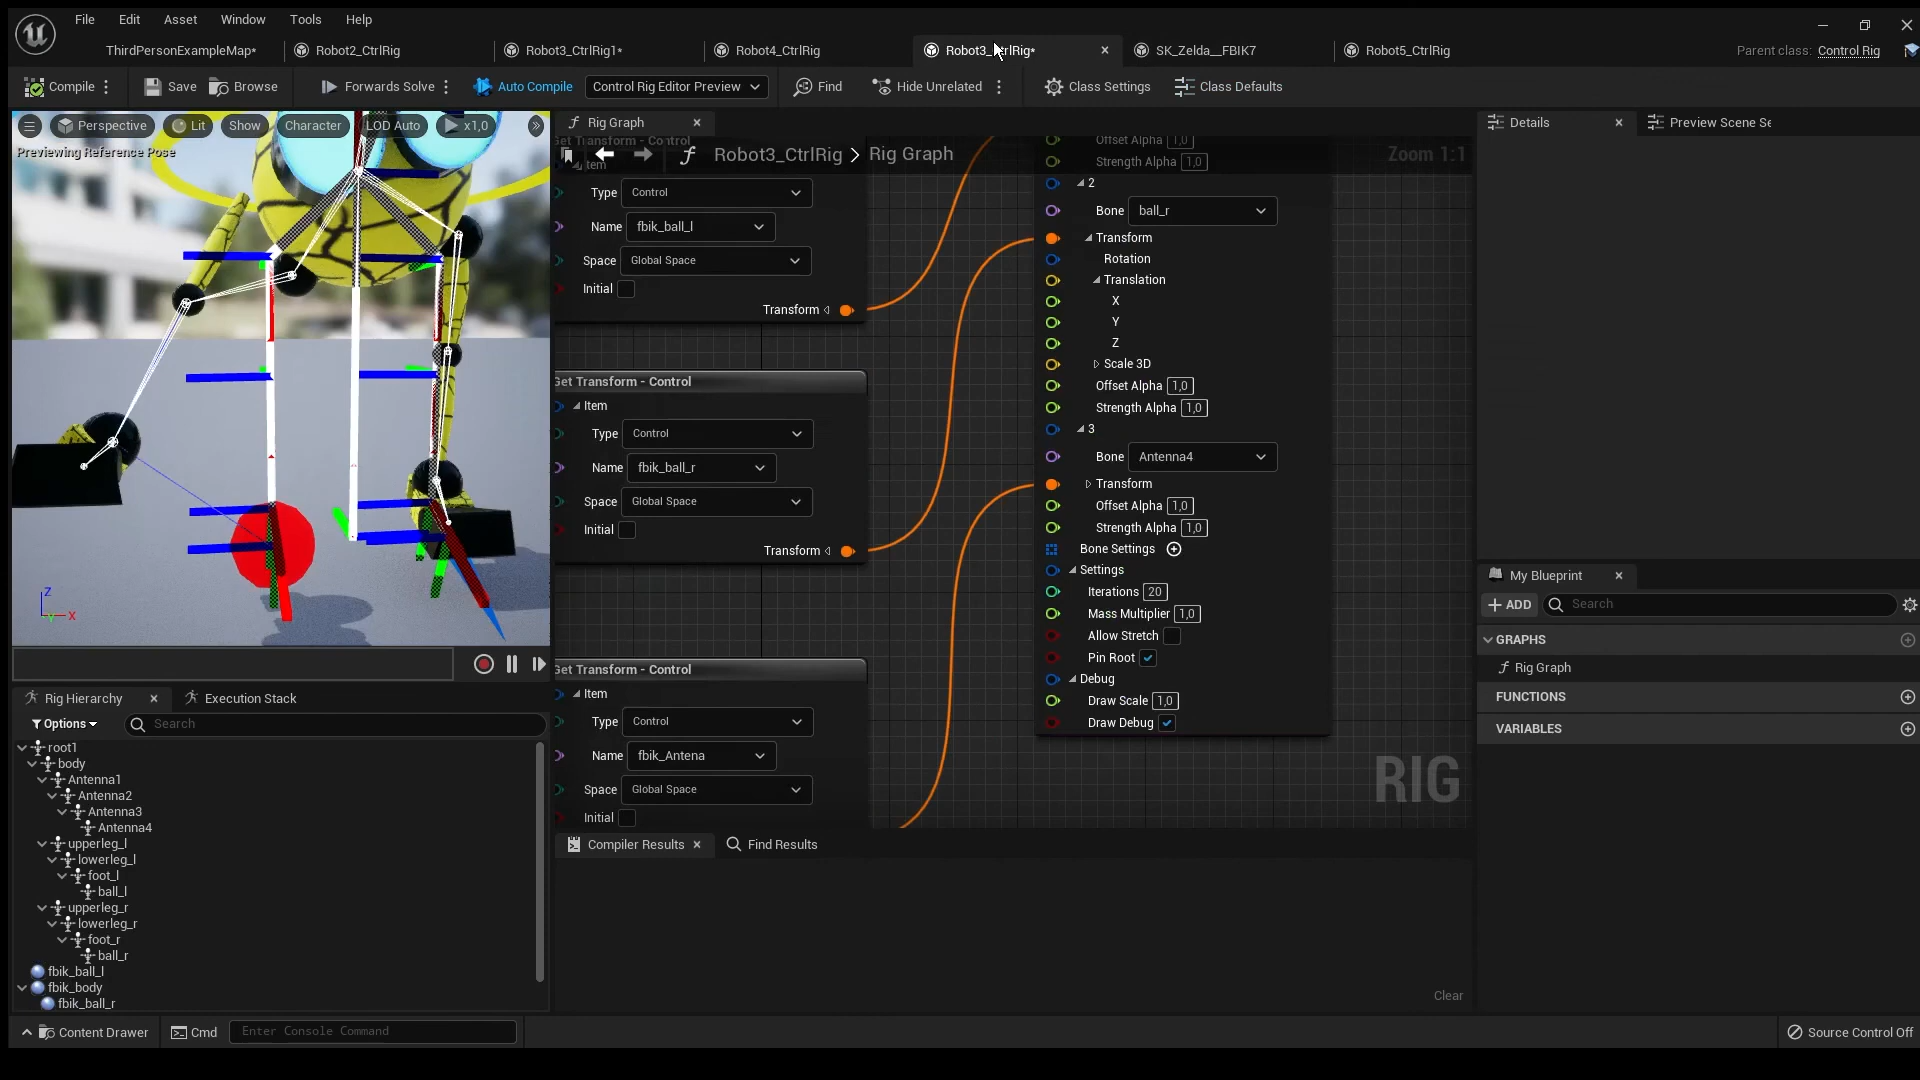 File Edit Asset Window Tools Help
ThirdPersonExampleMap* Robot2_CtrlRig Robot3_CtrlRig1* Robot4_CtrlRig Robot3_CtrlRig* SK_Zelda__FBIK7 Robot5_CtrlRig Parent class: Control Rig
Compile Save Browse Forwards Solve Auto Compile Control Rig Editor Preview Find Hide Unrelated Class Settings Class Defaults
Perspective Lit Show Character LOD Auto x1,0
Previewing Reference Pose
Z
X
Rig Hierarchy Execution Stack
Options Search
root1
body
Antenna1
Antenna2
Antenna3
Antenna4
upperleg_l
lowerleg_l
foot_l
ball_l
upperleg_r
lowerleg_r
foot_r
ball_r
fbik_ball_l
fbik_body
fbik_ball_r
Rig Graph
Robot3_CtrlRig > Rig Graph Zoom 1:1
Get Transform - Control
Item
Type Control
Name fbik_ball_l
Space Global Space
Initial
Transform
Get Transform - Control
Item
Type Control
Name fbik_ball_r
Space Global Space
Initial
Transform
Get Transform - Control
Item
Type Control
Name fbik_Antena
Space Global Space
Initial
Offset Alpha 1,0
Strength Alpha 1,0
2
Bone ball_r
Transform
Rotation
Translation
X
Y
Z
Scale 3D
Offset Alpha 1,0
Strength Alpha 1,0
3
Bone Antenna4
Transform
Offset Alpha 1,0
Strength Alpha 1,0
Bone Settings
Settings
Iterations 20
Mass Multiplier 1,0
Allow Stretch
Pin Root
Debug
Draw Scale 1,0
Draw Debug
RIG
Compiler Results Find Results
Clear
Details Preview Scene Se
My Blueprint
ADD Search
GRAPHS
Rig Graph
FUNCTIONS
VARIABLES
Content Drawer Cmd Enter Console Command Source Control Off